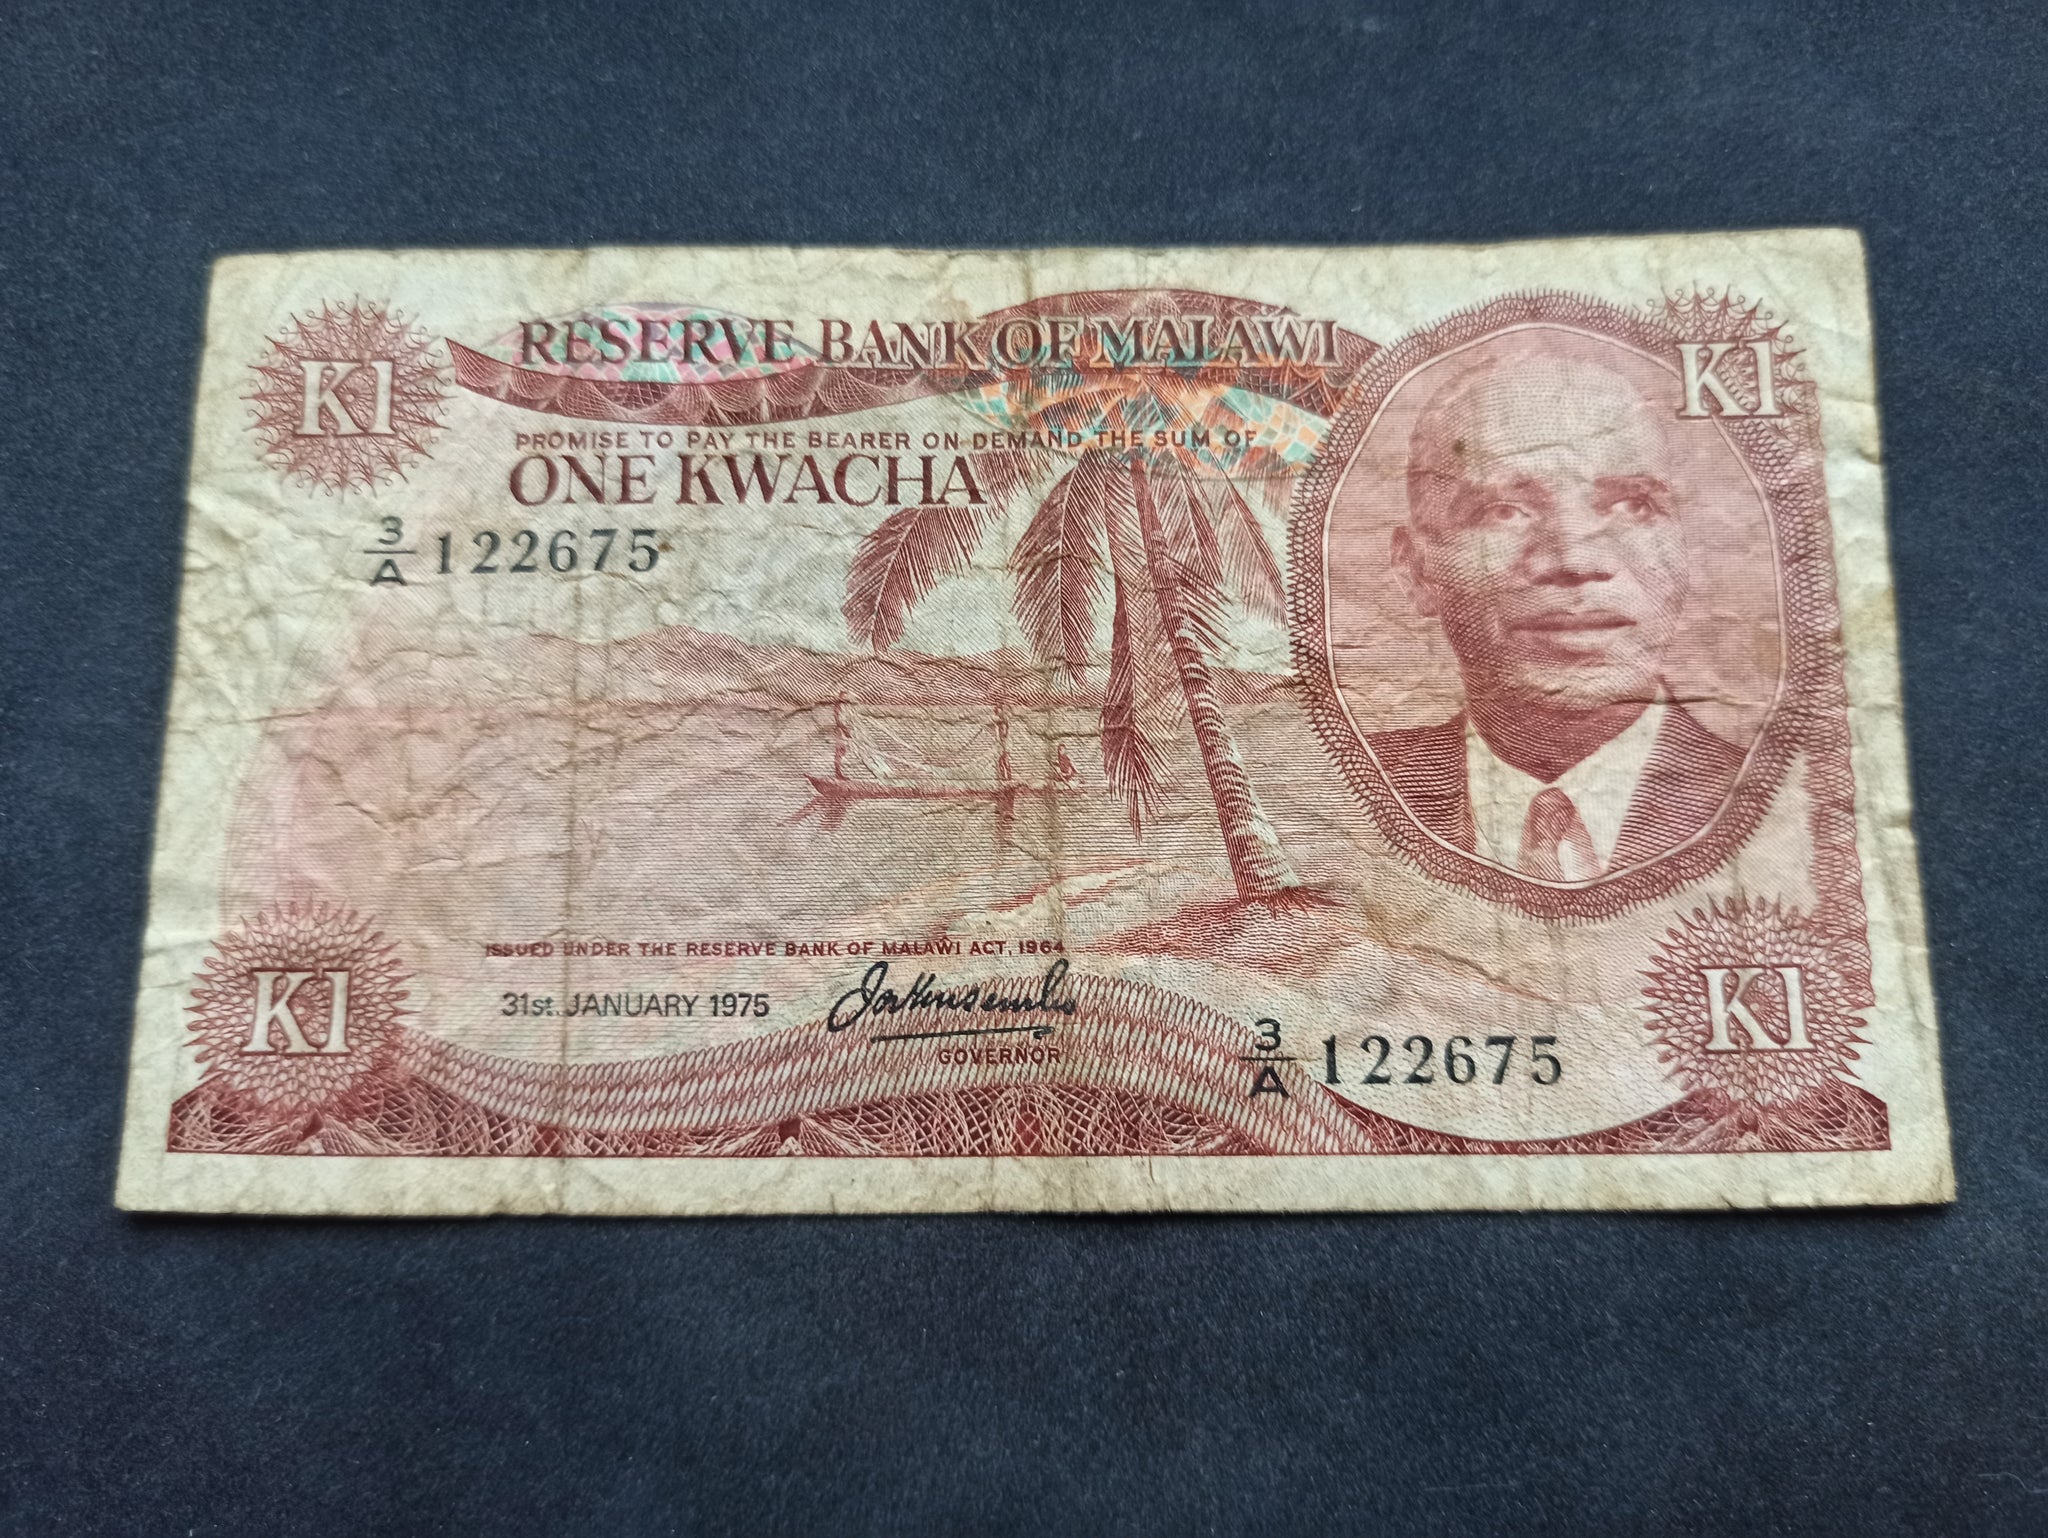 RESERVE BANK OF MALAWI
K1
K1
PROMISE TO PAY THE BEARER ON DEMAND THE SUM OF
ONE KWACHA
3/A 122675
ISSUED UNDER THE RESERVE BANK OF MALAWI ACT, 1964
31st. JANUARY 1975
GOVERNOR
3/A 122675
K1
K1